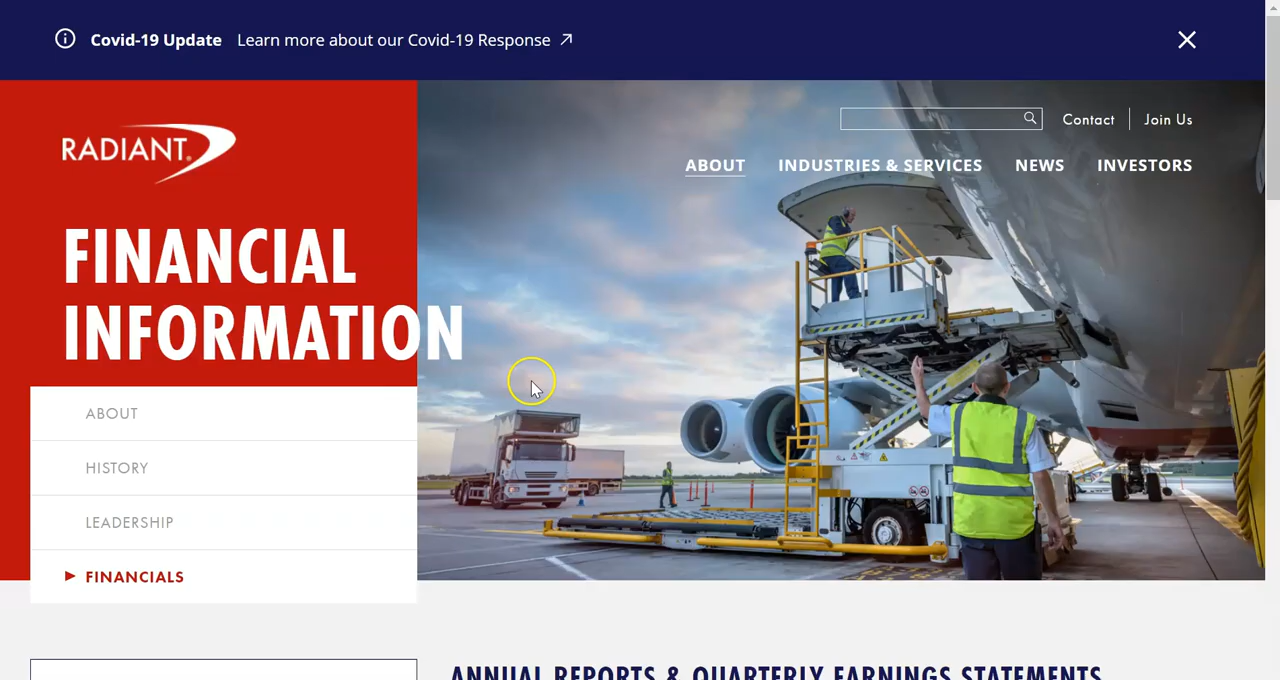 Covid-19 Update Learn more about our Covid-19 Response
RADIANT
Contact Join Us
ABOUT INDUSTRIES & SERVICES NEWS INVESTORS
FINANCIAL
INFORMATION
ABOUT
HISTORY
LEADERSHIP
FINANCIALS
ANNUAL REPORTS & QUARTERLY EARNINGS STATEMENTS